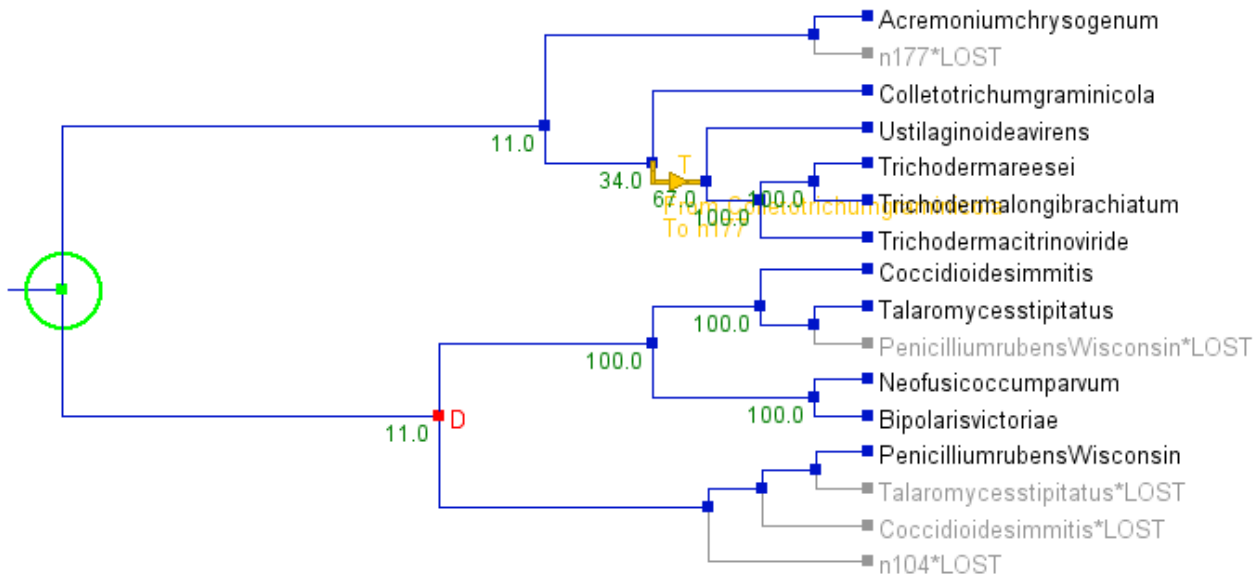 Acremoniumchrysogenum
n177*LOST
Colletotrichumgraminicola
11.0
Ustilaginoideavirens
T
Trichodermareesei
34.0
67.0
100.0
Trichodermalongibrachiatum
From Colletotrichumgraminicola
100.0
To n177
Trichodermacitrinoviride
Coccidioidesimmitis
Talaromycesstipitatus
100.0
PenicilliumrubensWisconsin*LOST
100.0
Neofusicoccumparvum
100.0
Bipolarisvictoriae
D
11.0
PenicilliumrubensWisconsin
Talaromycesstipitatus*LOST
Coccidioidesimmitis*LOST
n104*LOST